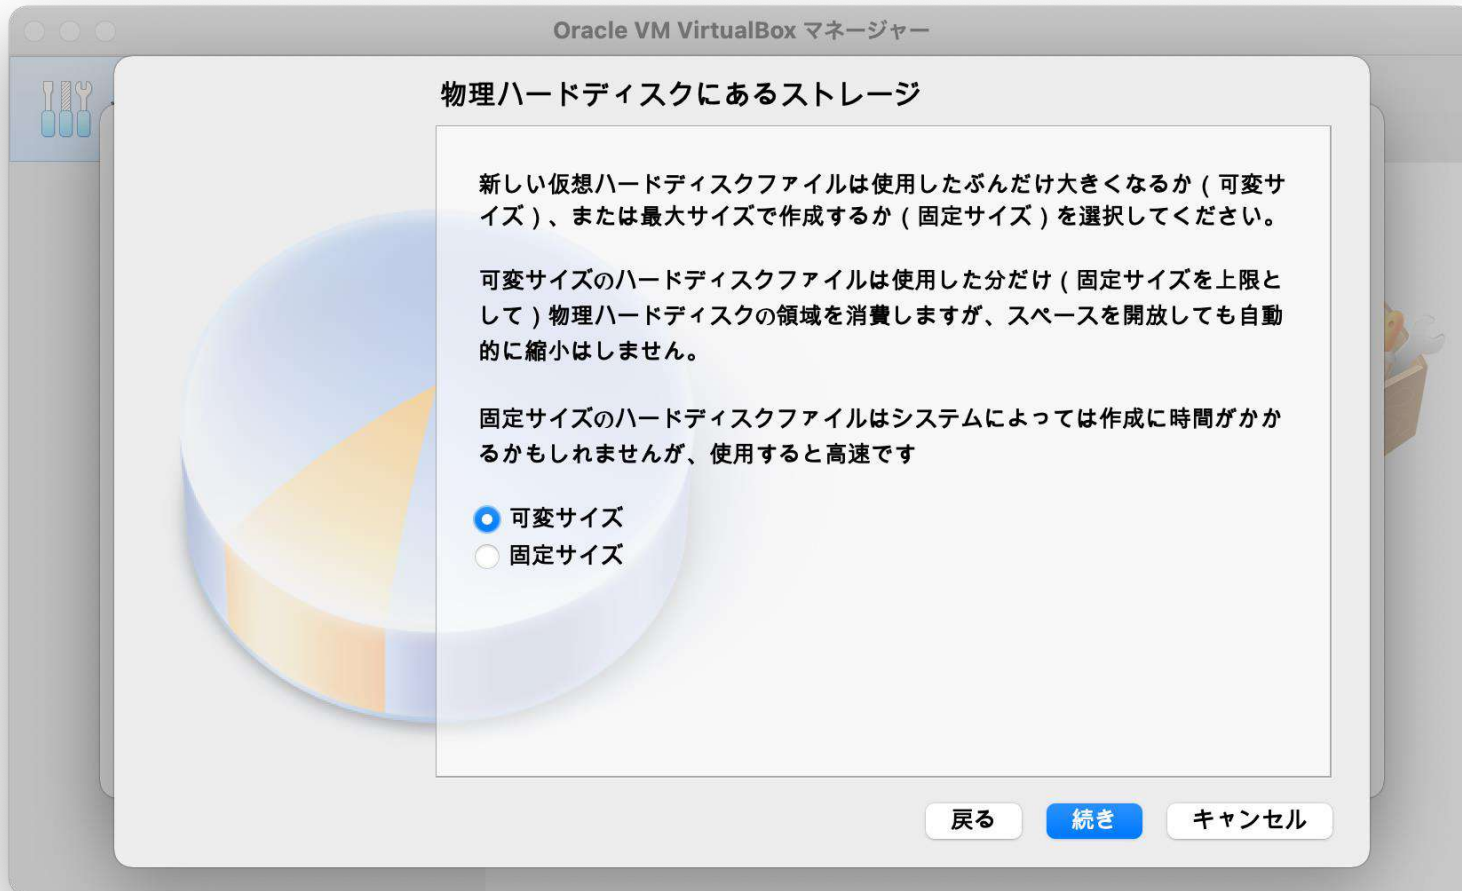 Oracle VM VirtualBox マネージャー
物理ハードディスクにあるストレージ
新しい仮想ハードディスクファイルは使用したぶんだけ大きくなるか ( 可変サ
イズ ) 、または最大サイズで作成するか ( 固定サイズ ) を選択してください。
可変サイズのハードディスクファイルは使用した分だけ ( 固定サイズを上限と
して ) 物理ハードディスクの領域を消費しますが、スペースを開放しても自動
的に縮小はしません。
固定サイズのハードディスクファイルはシステムによっては作成に時間がかか
るかもしれませんが、使用すると高速です
可変サイズ
固定サイズ
戻る
続き
キャンセル